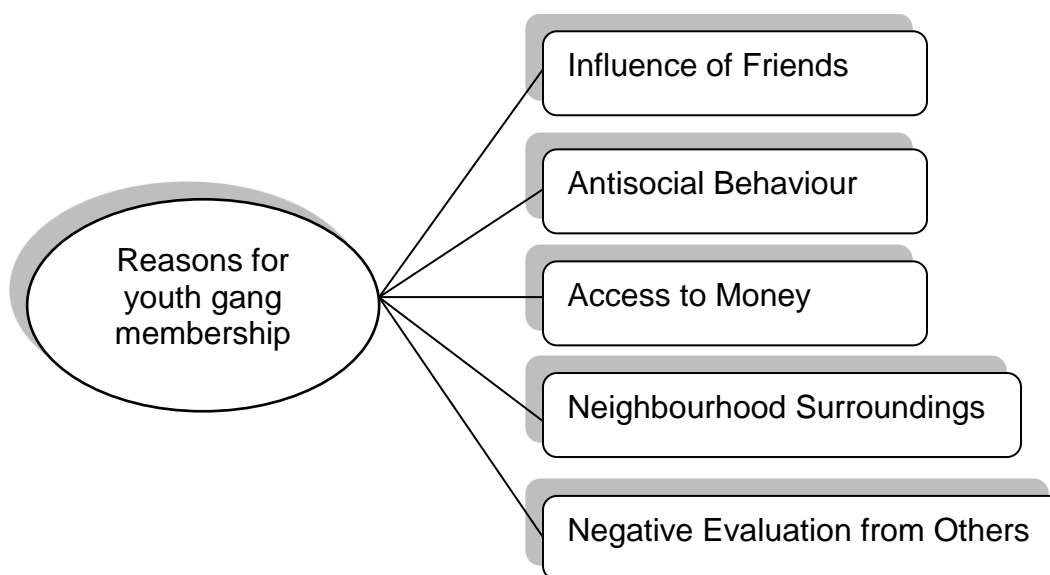 Reasons for
youth gang
membership
Influence of Friends
Antisocial Behaviour
Access to Money
Neighbourhood Surroundings
Negative Evaluation from Others